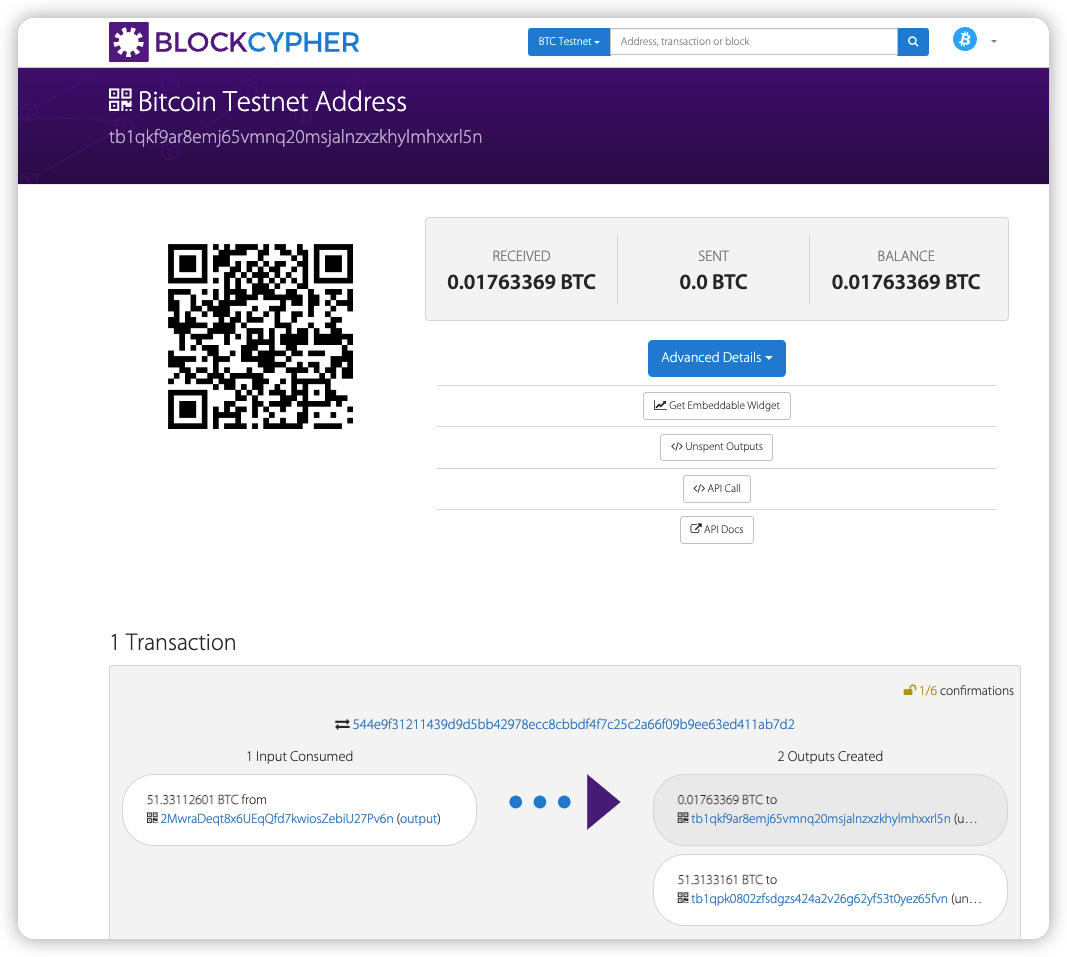 BLOCKCYPHER
BTC Testnet
Address, transaction or block
Bitcoin Testnet Address
tb1qkf9ar8emj65vmnq20msjalnzxzkhylmhxxrl5n
RECEIVED
0.01763369 BTC
SENT
0.0 BTC
BALANCE
0.01763369 BTC
Advanced Details
Get Embeddable Widget
</> Unspent Outputs
</> API Call
API Docs
1 Transaction
1/6 confirmations
544e9f31211439d9d5bb42978ecc8cbbdf4f7c25c2a66f09b9ee63ed411ab7d2
1 Input Consumed
51.33112601 BTC from
2MwraDeqt8x6UEqQfd7kwiosZebiU27Pv6n (output)
2 Outputs Created
0.01763369 BTC to
tb1qkf9ar8emj65vmnq20msjalnzxzkhylmhxxrl5n (u...
51.3133161 BTC to
tb1qpk0802zfsdgzs424a2v26g62yf53t0yez65fvn (un...